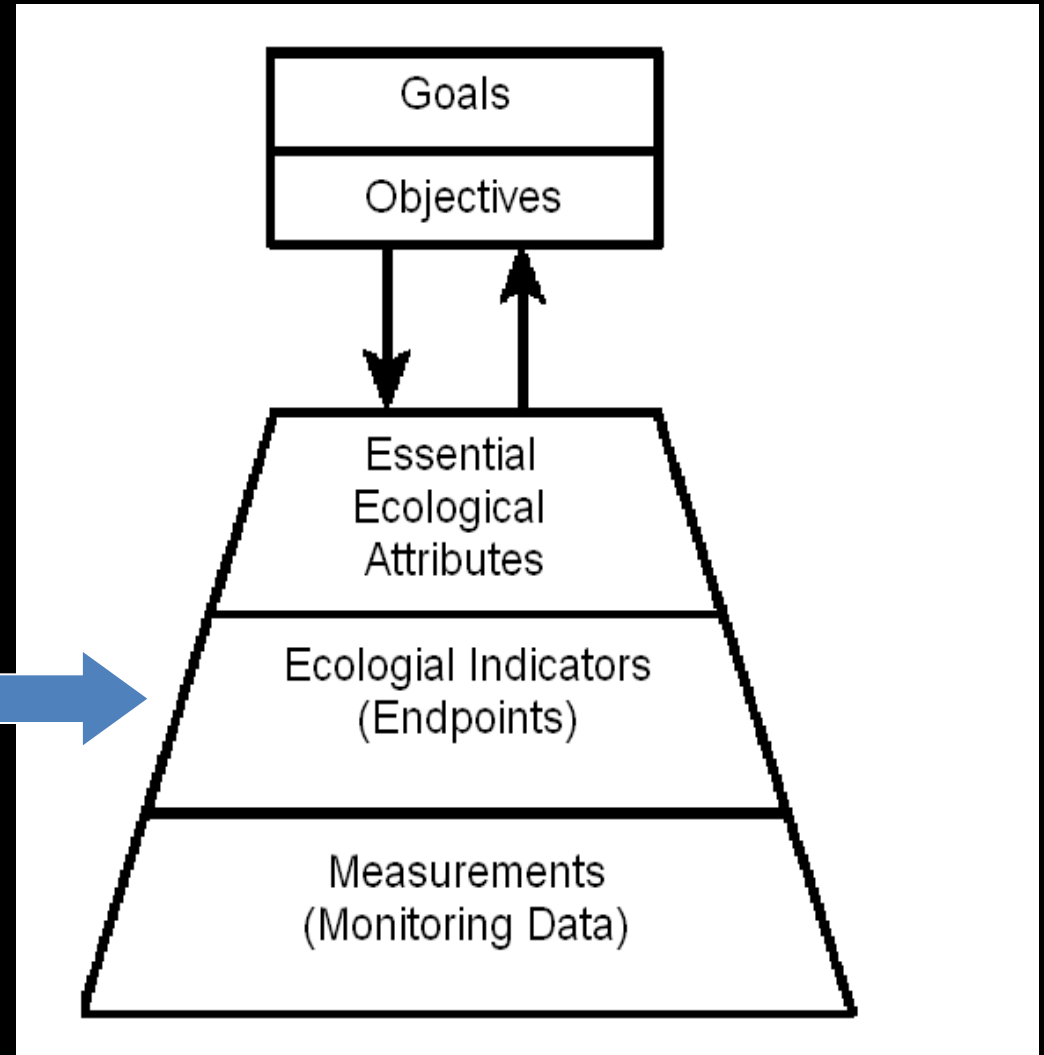 Goals
Objectives
Essential
Ecological
Attributes
Ecologial Indicators
(Endpoints)
Measurements
(Monitoring Data)